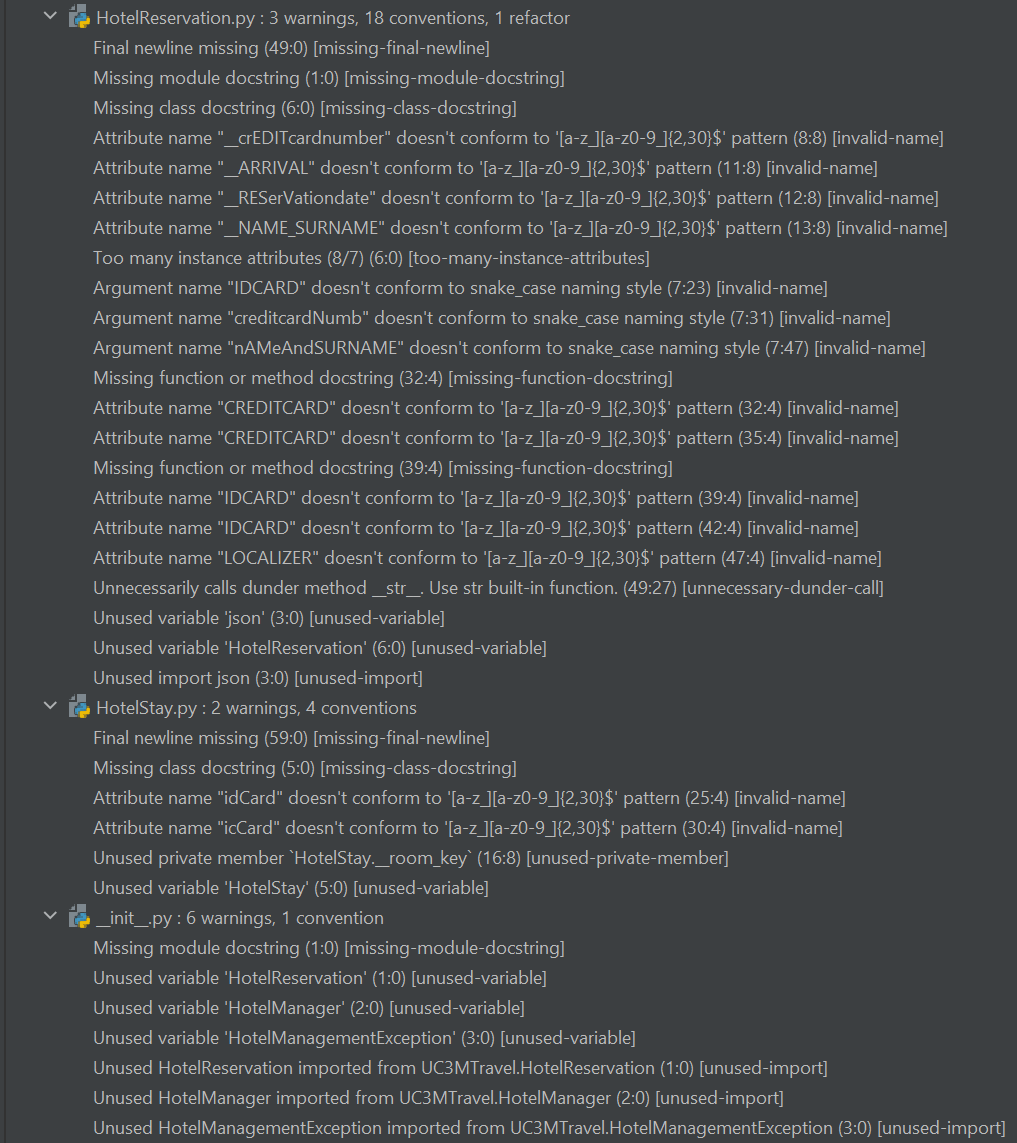 HotelReservation.py : 3 warnings, 18 conventions, 1 refactor
Final newline missing (49:0) [missing-final-newline]
Missing module docstring (1:0) [missing-module-docstring]
Missing class docstring (6:0) [missing-class-docstring]
Attribute name "__crEDITcardnumber" doesn't conform to '[a-z_][a-z0-9_]{2,30}$' pattern (8:8) [invalid-name]
Attribute name "__ARRIVAL" doesn't conform to '[a-z_][a-z0-9_]{2,30}$' pattern (11:8) [invalid-name]
Attribute name "__RESerVationdate" doesn't conform to '[a-z_][a-z0-9_]{2,30}$' pattern (12:8) [invalid-name]
Attribute name "__NAME_SURNAME" doesn't conform to '[a-z_][a-z0-9_]{2,30}$' pattern (13:8) [invalid-name]
Too many instance attributes (8/7) (6:0) [too-many-instance-attributes]
Argument name "IDCARD" doesn't conform to snake_case naming style (7:23) [invalid-name]
Argument name "creditcardNumb" doesn't conform to snake_case naming style (7:31) [invalid-name]
Argument name "nAMeAndSURNAME" doesn't conform to snake_case naming style (7:47) [invalid-name]
Missing function or method docstring (32:4) [missing-function-docstring]
Attribute name "CREDITCARD" doesn't conform to '[a-z_][a-z0-9_]{2,30}$' pattern (32:4) [invalid-name]
Attribute name "CREDITCARD" doesn't conform to '[a-z_][a-z0-9_]{2,30}$' pattern (35:4) [invalid-name]
Missing function or method docstring (39:4) [missing-function-docstring]
Attribute name "IDCARD" doesn't conform to '[a-z_][a-z0-9_]{2,30}$' pattern (39:4) [invalid-name]
Attribute name "IDCARD" doesn't conform to '[a-z_][a-z0-9_]{2,30}$' pattern (42:4) [invalid-name]
Attribute name "LOCALIZER" doesn't conform to '[a-z_][a-z0-9_]{2,30}$' pattern (47:4) [invalid-name]
Unnecessarily calls dunder method __str__. Use str built-in function. (49:27) [unnecessary-dunder-call]
Unused variable 'json' (3:0) [unused-variable]
Unused variable 'HotelReservation' (6:0) [unused-variable]
Unused import json (3:0) [unused-import]
HotelStay.py : 2 warnings, 4 conventions
Final newline missing (59:0) [missing-final-newline]
Missing class docstring (5:0) [missing-class-docstring]
Attribute name "idCard" doesn't conform to '[a-z_][a-z0-9_]{2,30}$' pattern (25:4) [invalid-name]
Attribute name "icCard" doesn't conform to '[a-z_][a-z0-9_]{2,30}$' pattern (30:4) [invalid-name]
Unused private member `HotelStay.__room_key` (16:8) [unused-private-member]
Unused variable 'HotelStay' (5:0) [unused-variable]
__init__.py : 6 warnings, 1 convention
Missing module docstring (1:0) [missing-module-docstring]
Unused variable 'HotelReservation' (1:0) [unused-variable]
Unused variable 'HotelManager' (2:0) [unused-variable]
Unused variable 'HotelManagementException' (3:0) [unused-variable]
Unused HotelReservation imported from UC3MTravel.HotelReservation (1:0) [unused-import]
Unused HotelManager imported from UC3MTravel.HotelManager (2:0) [unused-import]
Unused HotelManagementException imported from UC3MTravel.HotelManagementException (3:0) [unused-import]